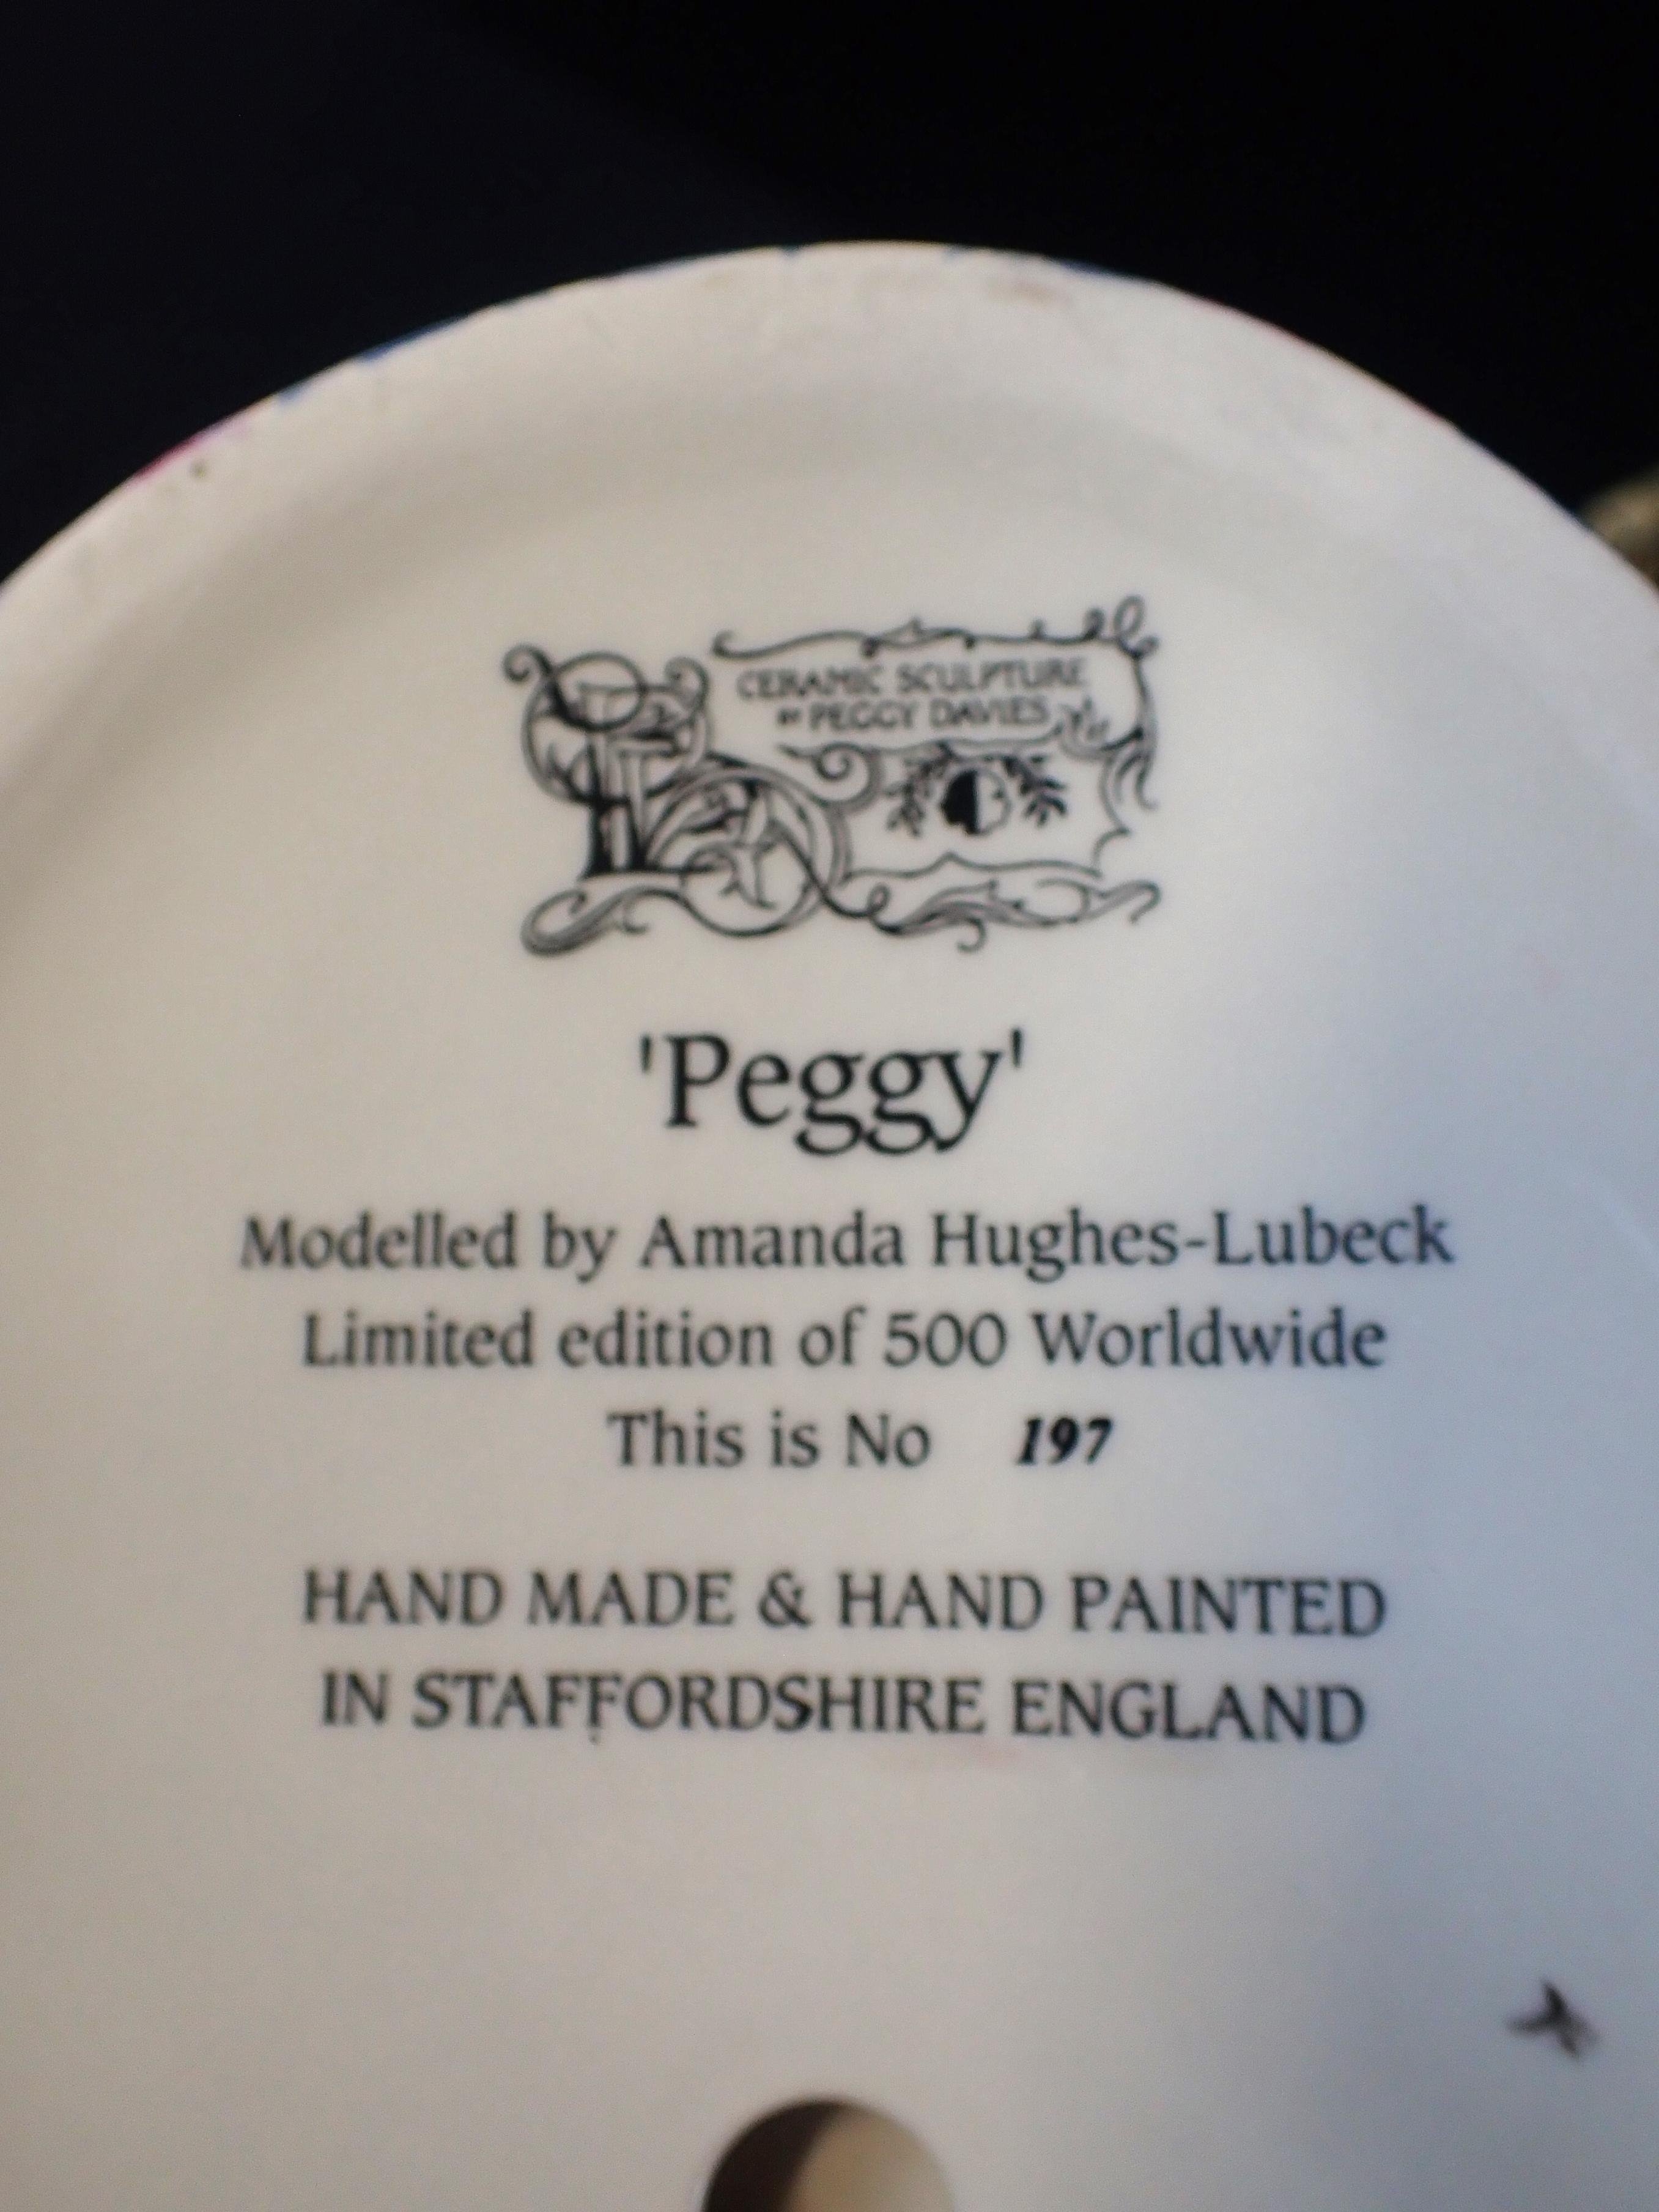 CERAMIC SCULPTURE
BY PEGGY DAVIES
'Peggy'
Modelled by Amanda Hughes-Lubeck
Limited edition of 500 Worldwide
This is No 197
HAND MADE & HAND PAINTED
IN STAFFORDSHIRE ENGLAND